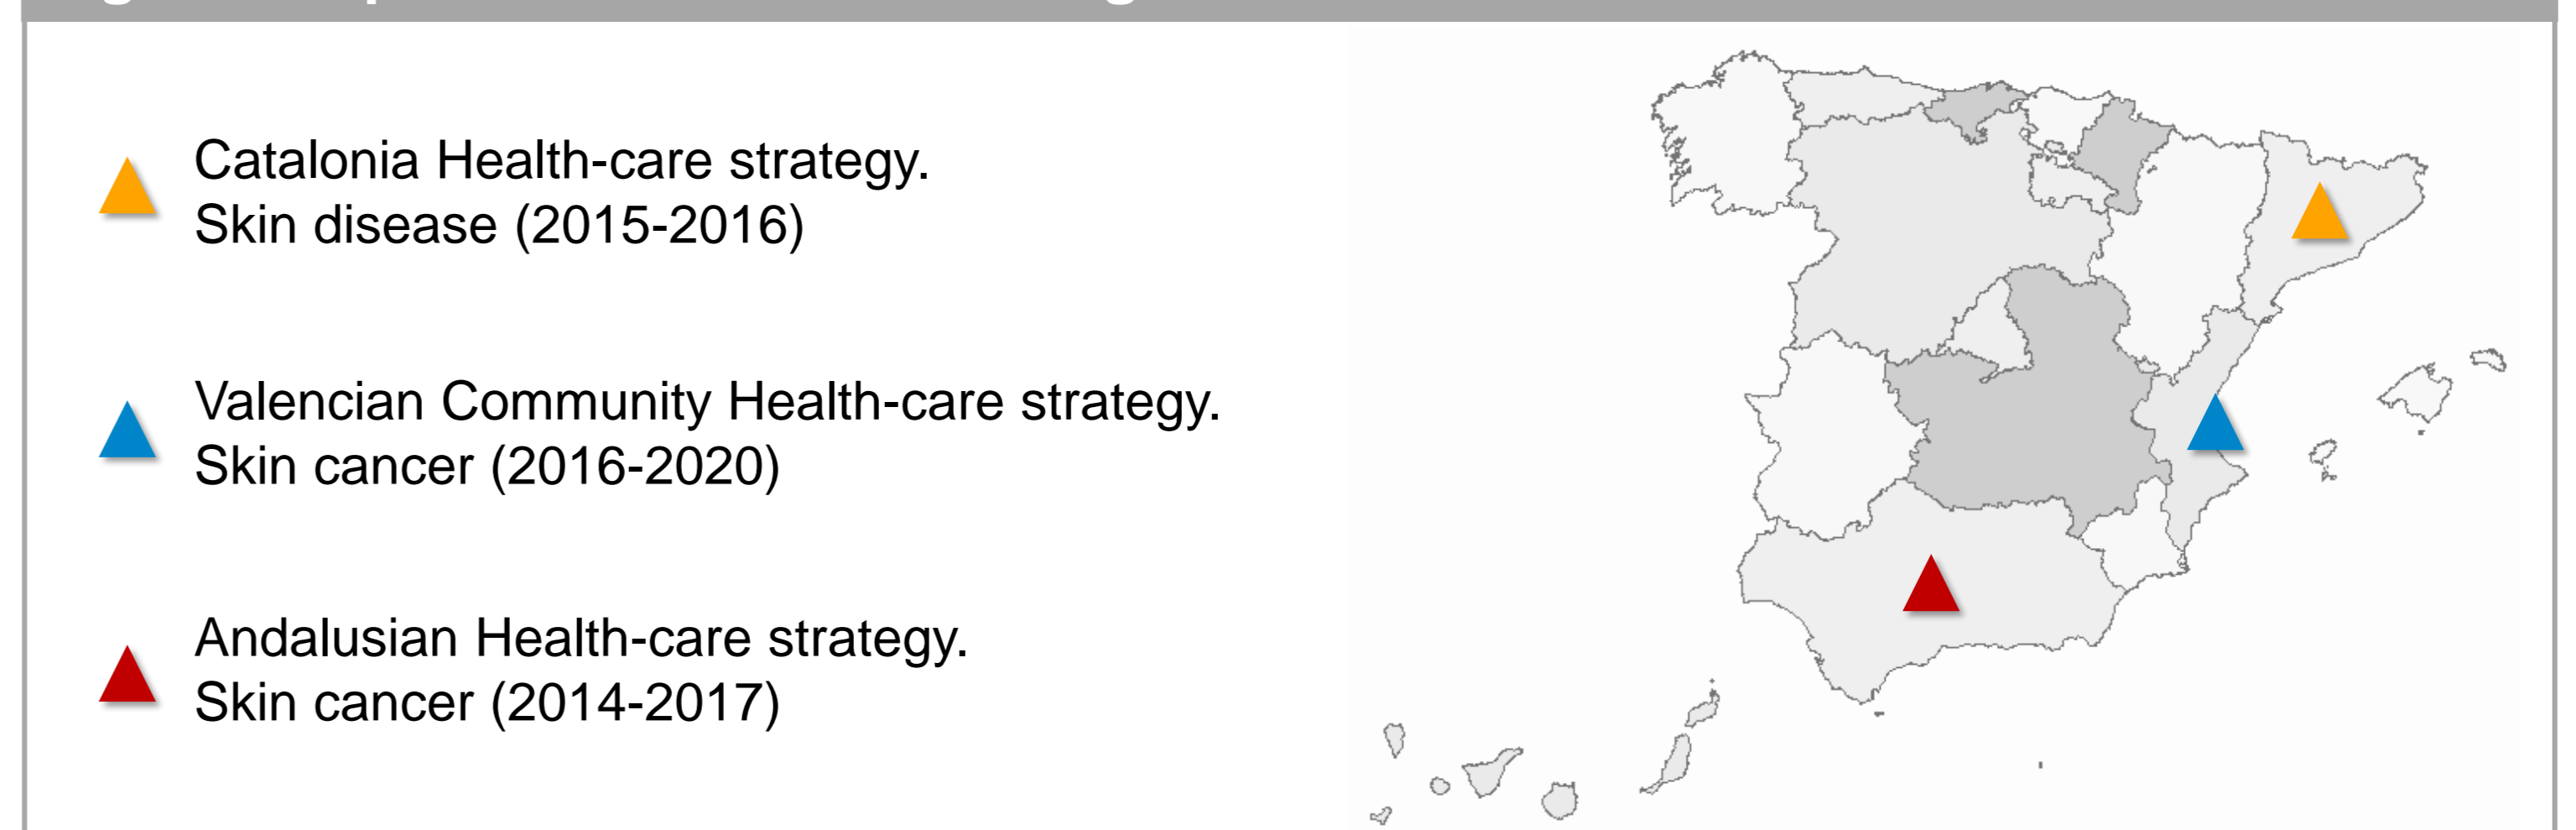 Catalonia Health-care strategy.
Skin disease (2015-2016)
Valencian Community Health-care strategy.
Skin cancer (2016-2020)
Andalusian Health-care strategy.
Skin cancer (2014-2017)